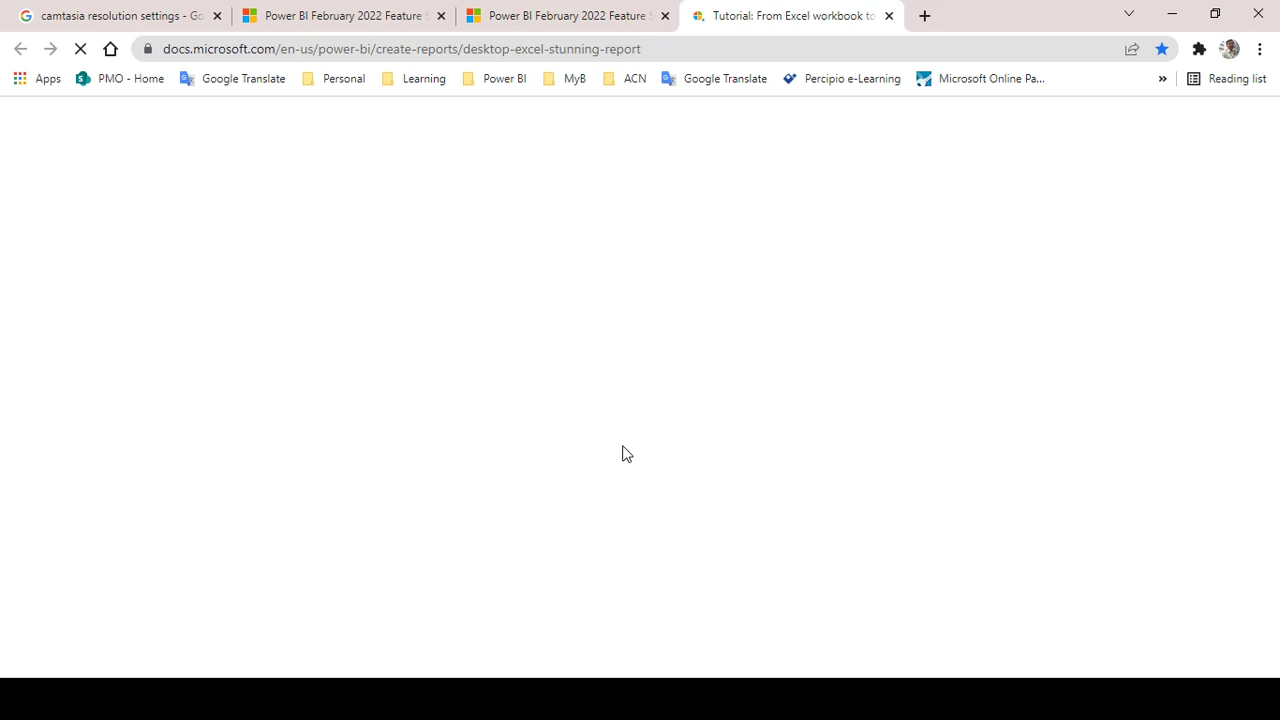 camtasia resolution settings - Go
Power BI February 2022 Feature S
Power BI February 2022 Feature S
Tutorial: From Excel workbook to
docs.microsoft.com/en-us/power-bi/create-reports/desktop-excel-stunning-report
Apps
PMO - Home
Google Translate
Personal
Learning
Power BI
MyB
ACN
Google Translate
Percipio e-Learning
Microsoft Online Pa...
»
Reading list